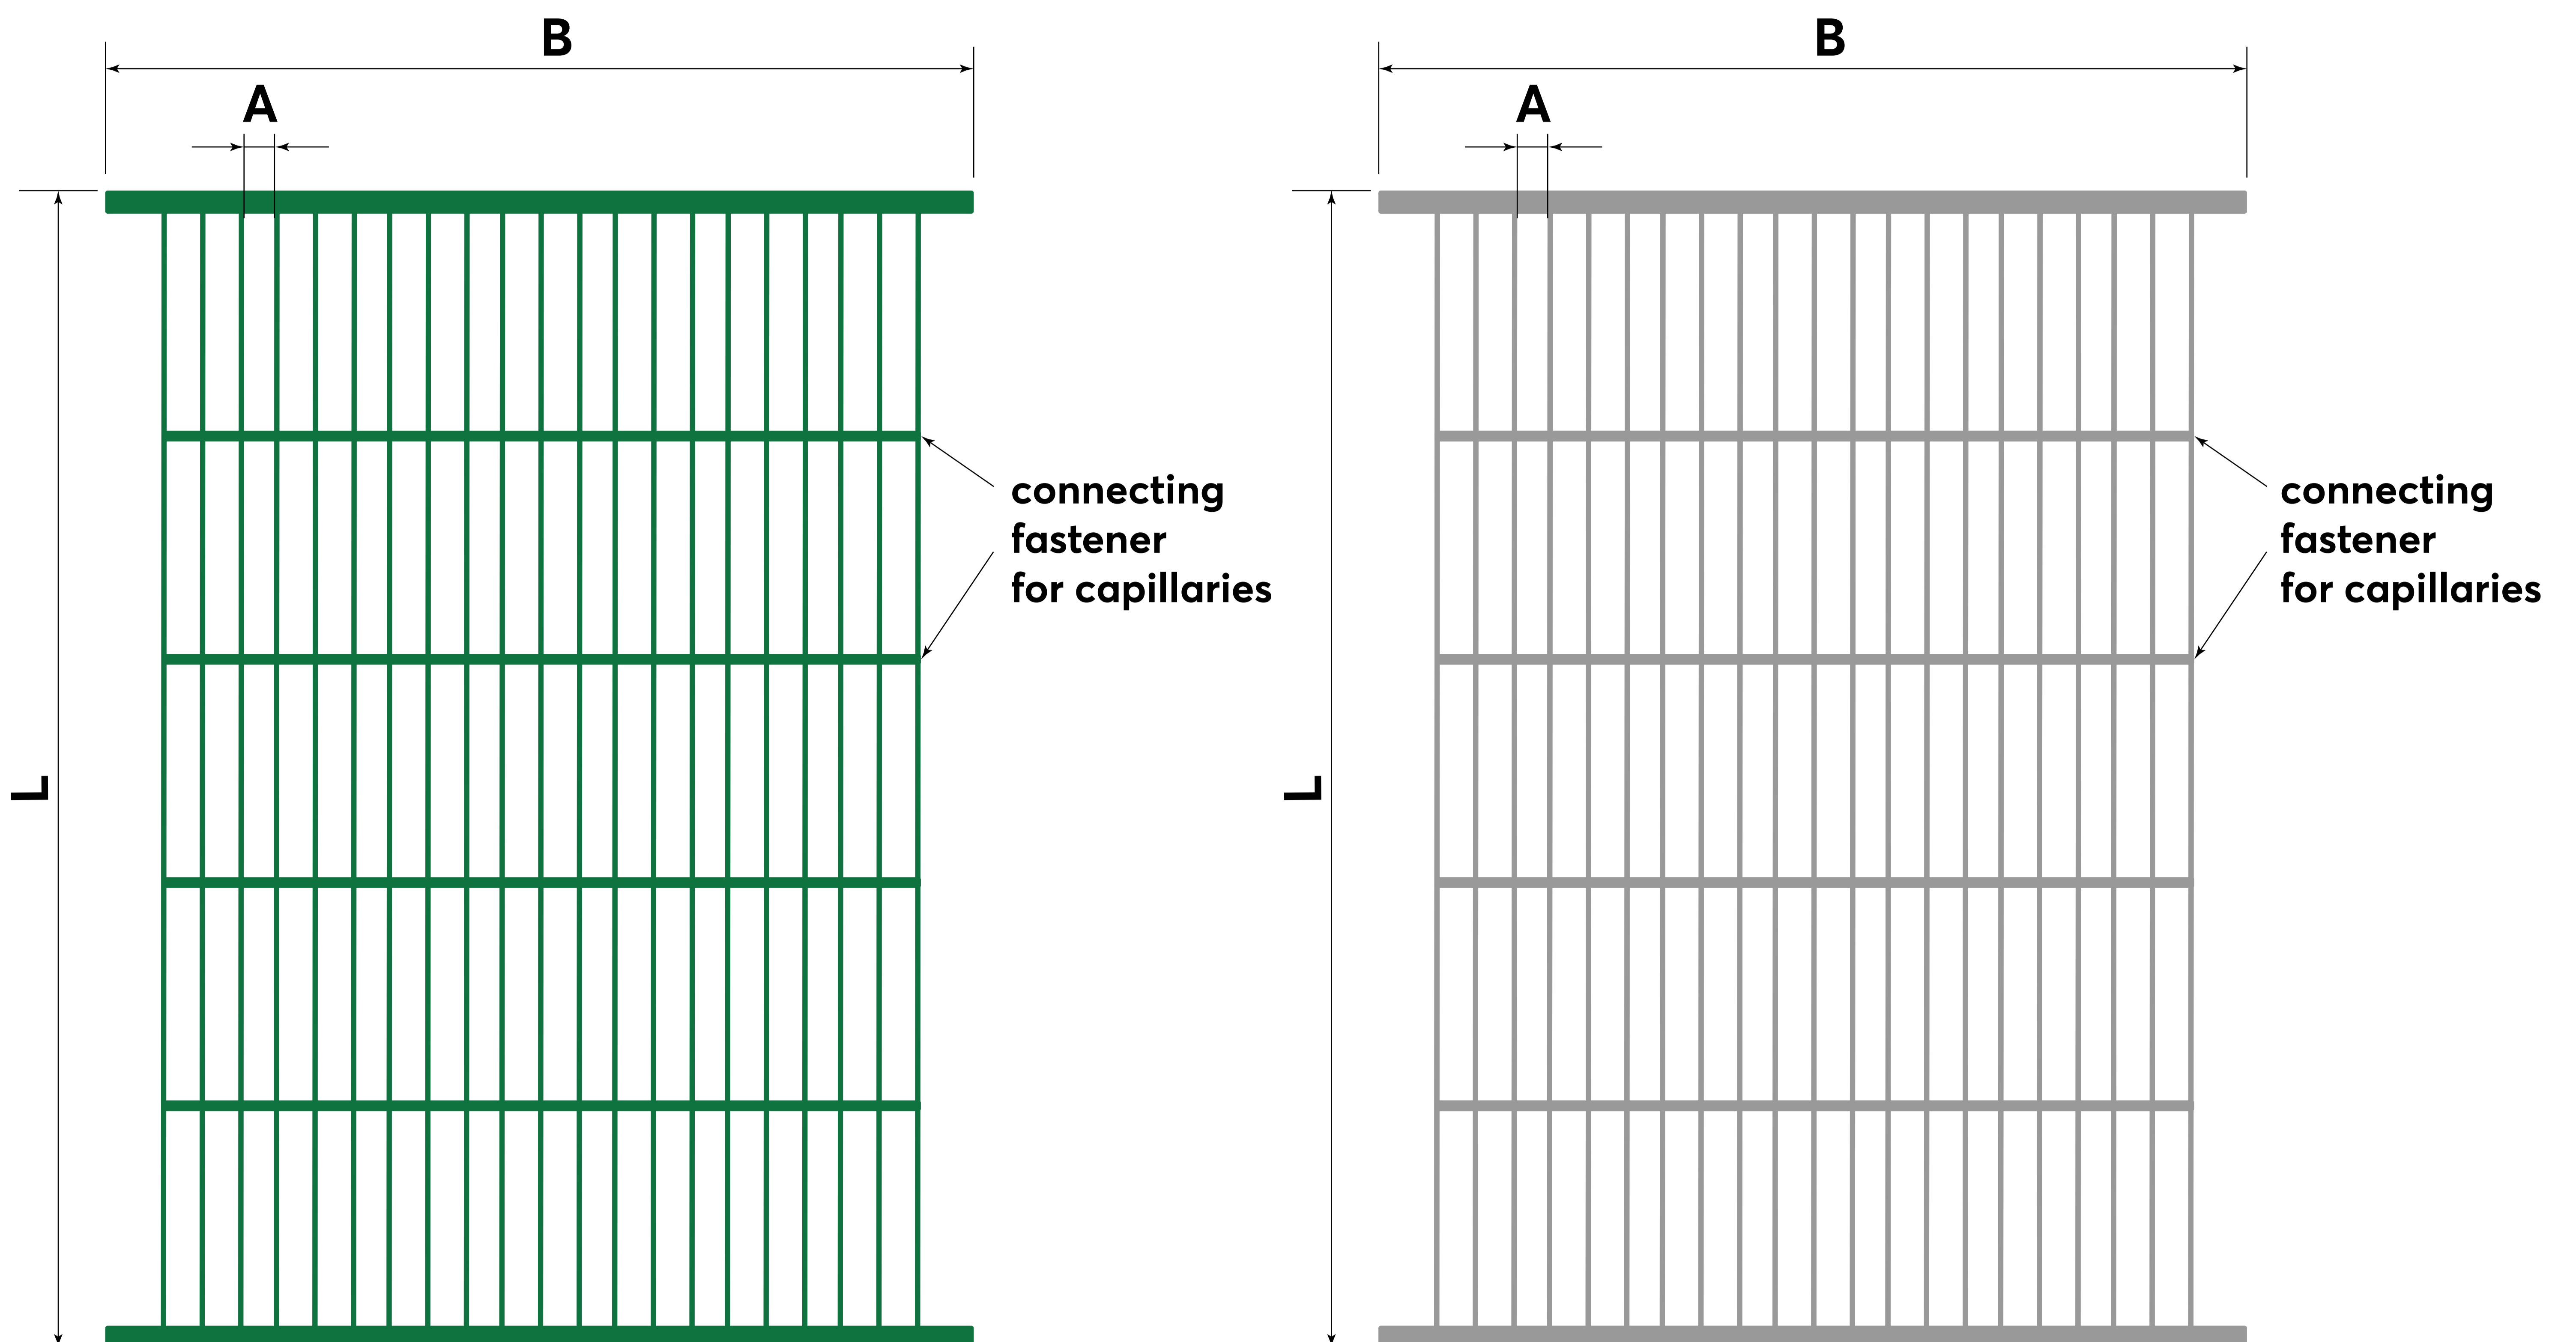 B
A
L
connecting
fastener
for capillaries
B
A
L
connecting
fastener
for capillaries